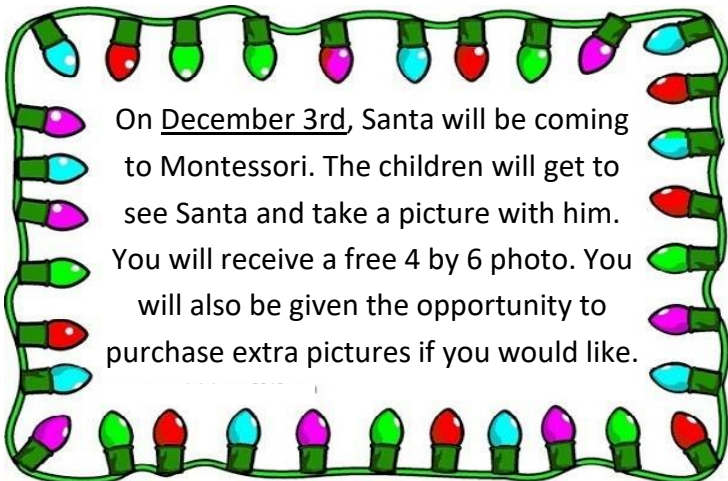 On December 3rd, Santa will be coming
to Montessori. The children will get to
see Santa and take a picture with him.
You will receive a free 4 by 6 photo. You
will also be given the opportunity to
purchase extra pictures if you would like.